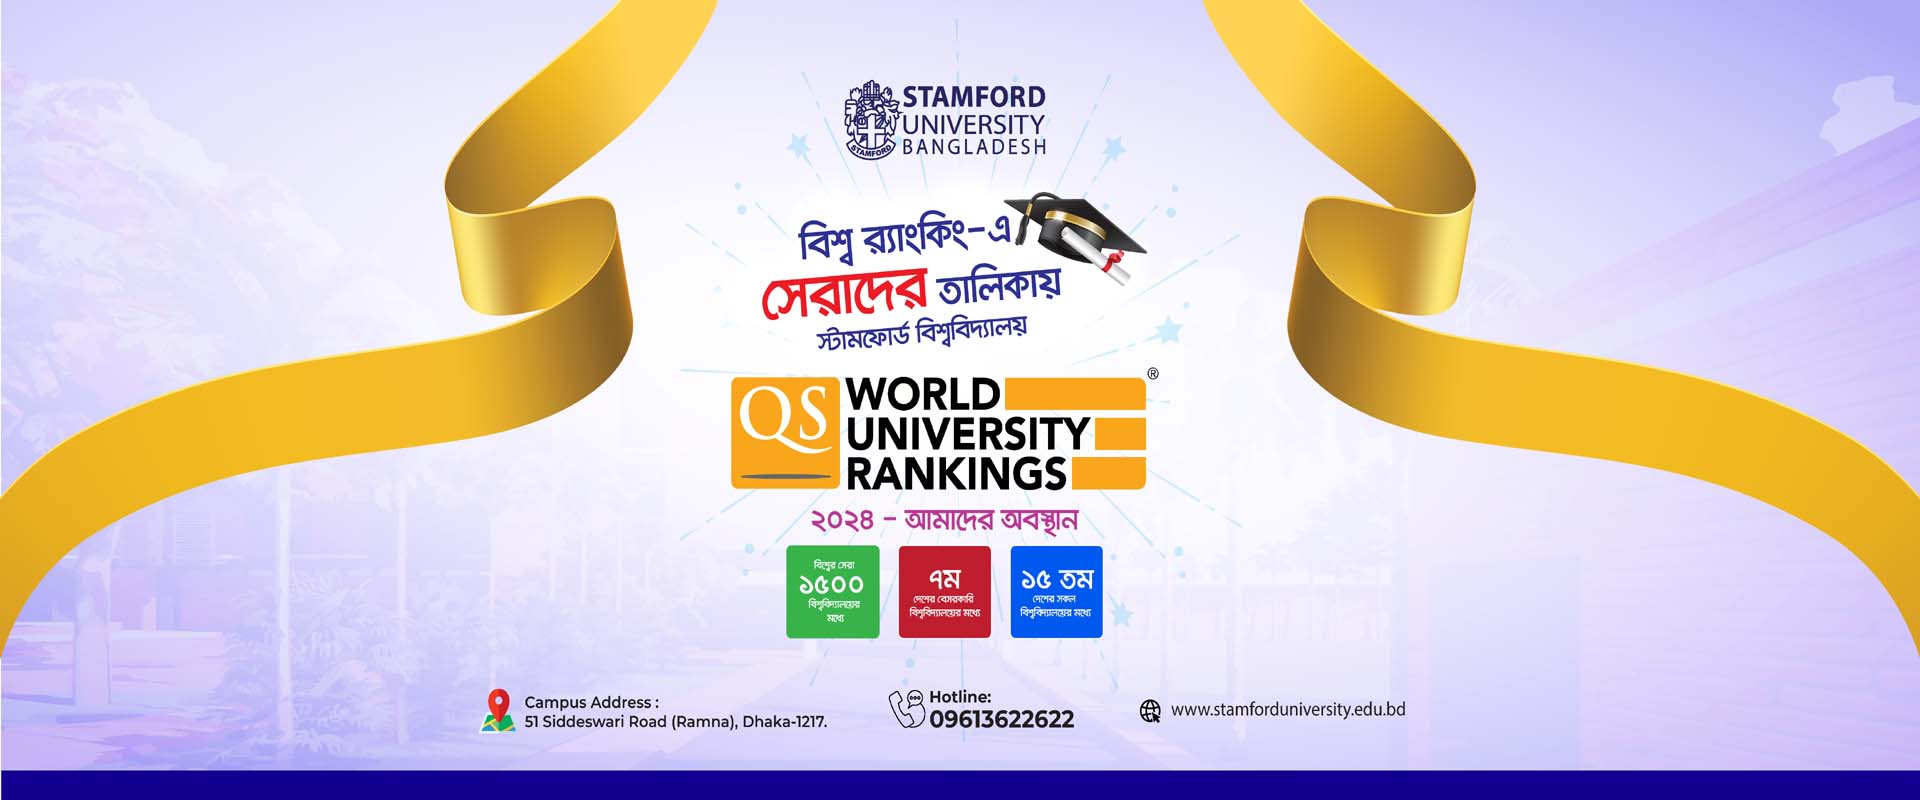 STAMFORD
UNIVERSITY
BANGLADESH
STAMFORD
বিশ্ব র‍্যাংকিং-এ
সেরাদের তালিকায়
স্টামফোর্ড বিশ্ববিদ্যালয়
QS WORLD
UNIVERSITY
RANKINGS
®
২০২৪ - আমাদের অবস্থান
বিশ্বের সেরা
১৫০০
বিশ্ববিদ্যালয়ের
মধ্যে
৭ম
দেশের বেসরকারি
বিশ্ববিদ্যালয়ের মধ্যে
১৫ তম
দেশের সকল
বিশ্ববিদ্যালয়ের মধ্যে
Campus Address :
51 Siddeswari Road (Ramna), Dhaka-1217.
Hotline:
09613622622
www.stamforduniversity.edu.bd